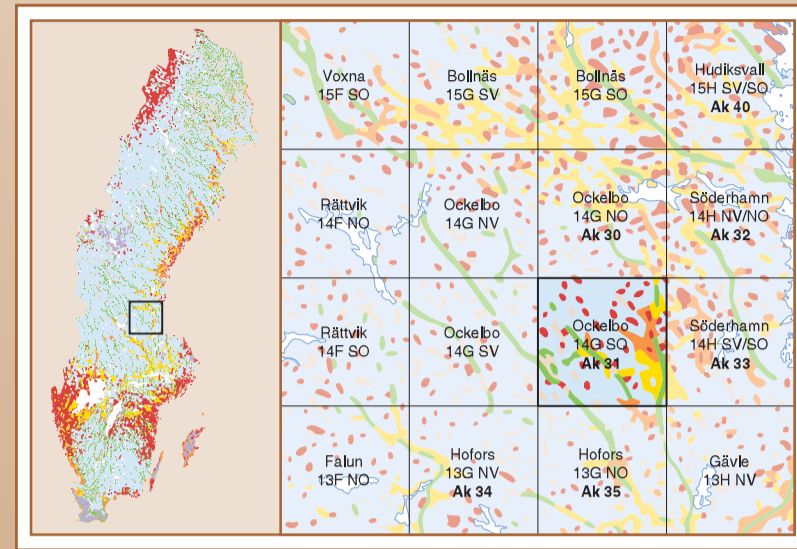 Voxna
15F SO
Bollnäs
15G SV
Bollnäs
15G SO
Hudiksvall
15H SV/SO
Ak 40
Rättvik
14F NO
Ockelbo
14G NV
Ockelbo
14G NO
Ak 30
Söderhamn
14H NV/NO
Ak 32
Rättvik
14F SO
Ockelbo
14G SV
Ockelbo
14G SO
Ak 31
Söderhamn
14H SV/SO
Ak 33
Falun
13F NO
Hofors
13G NV
Ak 34
Hofors
13G NO
Ak 35
Gävle
13H NV